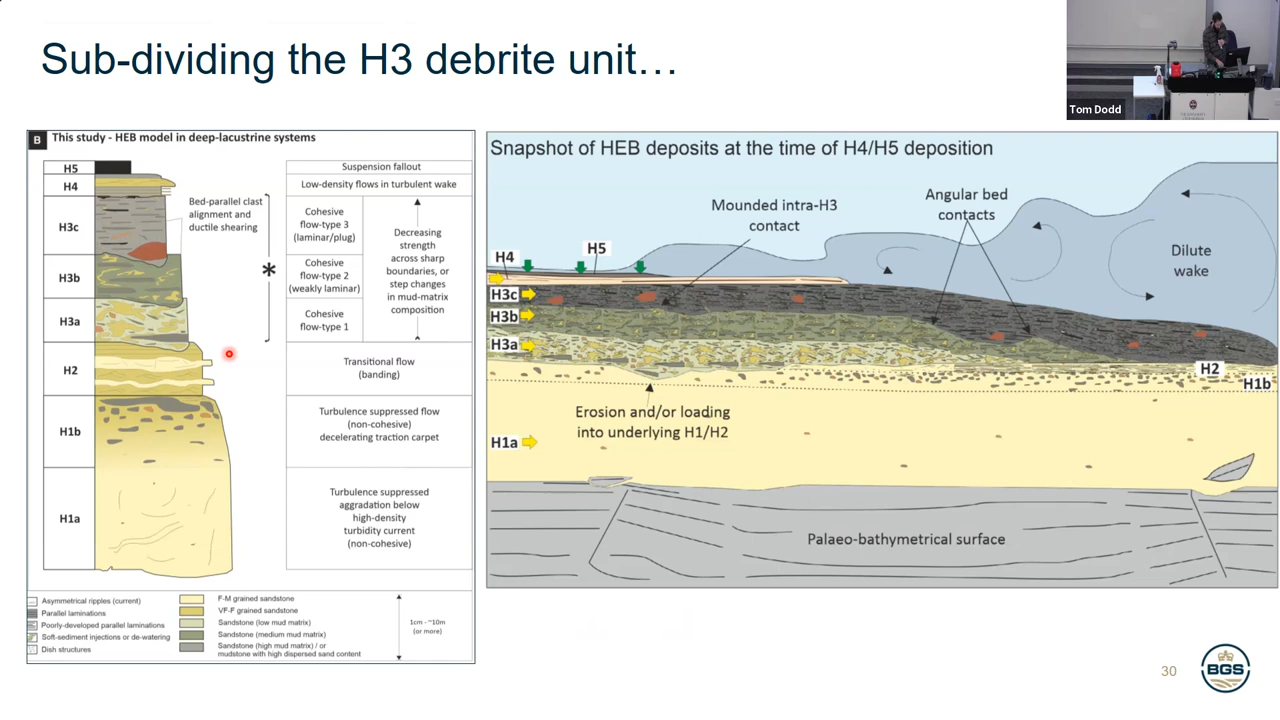 Sub-dividing the H3 debrite unit…
Tom Dodd
B This study - HEB model in deep-lacustrine systems
H5
Suspension fallout
H4
Low-density flows in turbulent wake
H3c
Bed-parallel clast
alignment and
ductile shearing
Cohesive
flow-type 3
(laminar/plug)
Decreasing
strength
across sharp
boundaries, or
step changes
in mud-matrix
composition
*
H3b
Cohesive
flow-type 2
(weakly laminar)
H3a
Cohesive
flow-type 1
H2
Transitional flow
(banding)
H1b
Turbulence suppressed flow
(non-cohesive)
decelerating traction carpet
H1a
Turbulence suppressed
aggradation below
high-density
turbidity current
(non-cohesive)
Asymmetrical ripples (current)
Parallel laminations
Poorly-developed parallel laminations
Soft-sediment injections or de-watering
Dish structures
F-M grained sandstone
VF-F grained sandstone
Sandstone (low mud matrix)
Sandstone (medium mud matrix)
Sandstone (high mud matrix) / or
mudstone with high dispersed sand content
1cm - ~10m
(or more)
Snapshot of HEB deposits at the time of H4/H5 deposition
Mounded intra-H3
contact
Angular bed
contacts
Dilute
wake
H4
H5
H3c
H3b
H3a
H2
H1b
Erosion and/or loading
into underlying H1/H2
H1a
Palaeo-bathymetrical surface
30
BGS